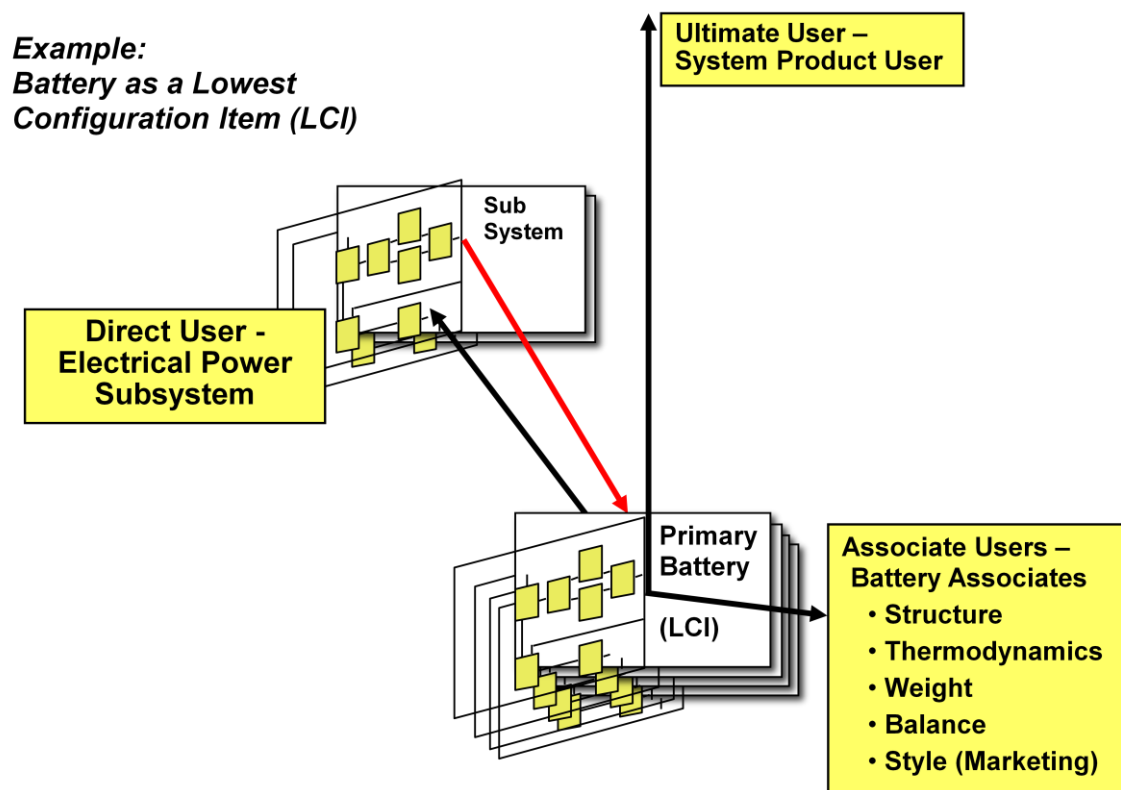 Example:
Battery as a Lowest
Configuration Item (LCI)
Ultimate User –
System Product User
Sub
System
Direct User -
Electrical Power
Subsystem
Primary
Battery
(LCI)
Associate Users –
Battery Associates
• Structure
• Thermodynamics
• Weight
• Balance
• Style (Marketing)